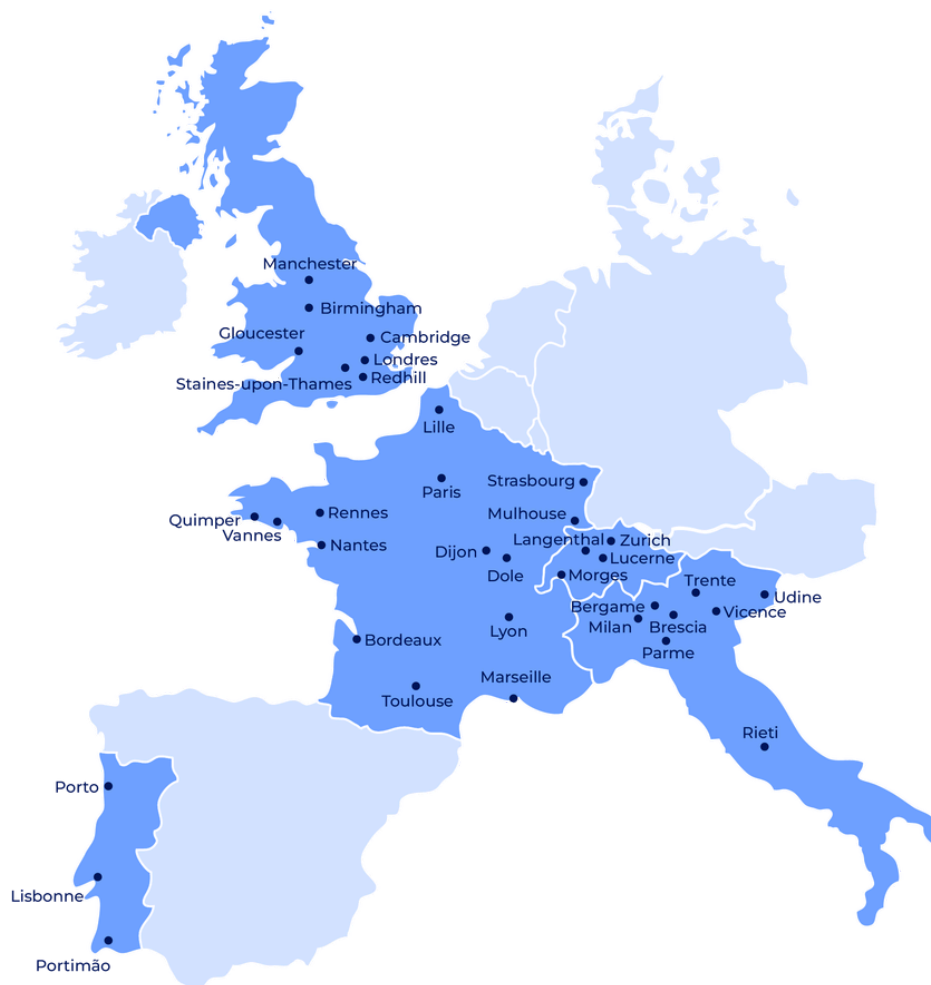 Manchester
Birmingham
Gloucester
Cambridge
Londres
Staines-upon-Thames
Redhill
Lille
Paris
Strasbourg
Quimper
Vannes
Rennes
Mulhouse
Nantes
Dijon
Dole
Langenthal
Zurich
Lucerne
Morges
Trente
Udine
Bergame
Vicence
Milan
Brescia
Parme
Lyon
Bordeaux
Marseille
Toulouse
Rieti
Porto
Lisbonne
Portimão